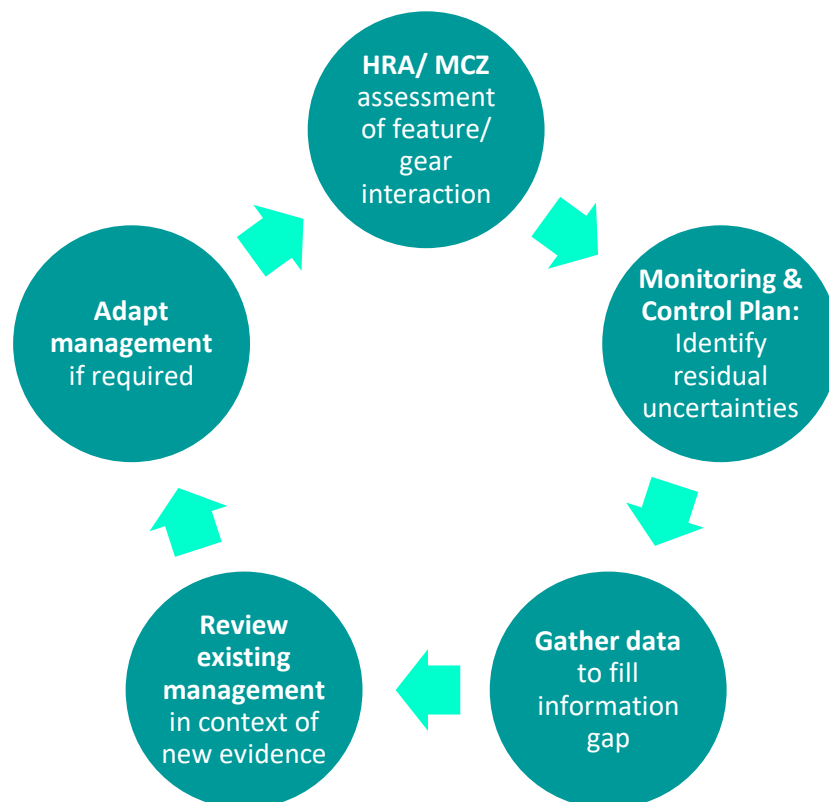 HRA/ MCZ
assessment
of feature/
gear
interaction
Monitoring &
Control Plan:
Identify
residual
uncertainties
Gather data
to fill
information
gap
Review
existing
management
in context of
new evidence
Adapt
management
if required